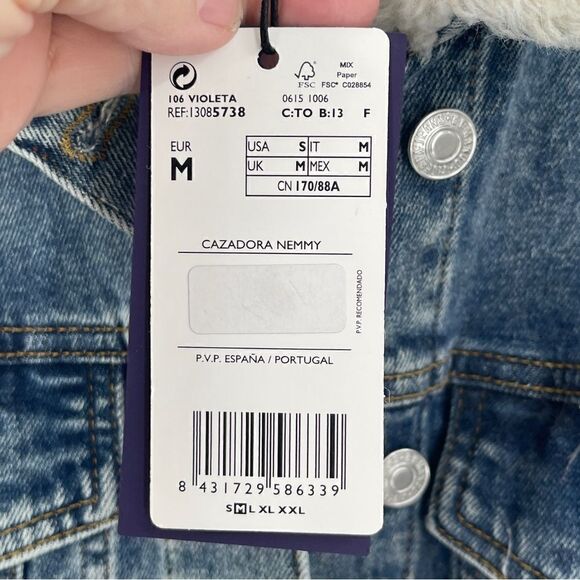 MIX
Paper
FSC
FSC® C028854
106 VIOLETA
0615 1006
REF:13085738
C:TO B:13 F
EUR
M
USA S IT M
UK M MEX M
CN 170/88A
CAZADORA NEMMY
P.V.P. RECOMENDADO
P.V.P. ESPAÑA / PORTUGAL
8 431729 586339
S M L XL XXL